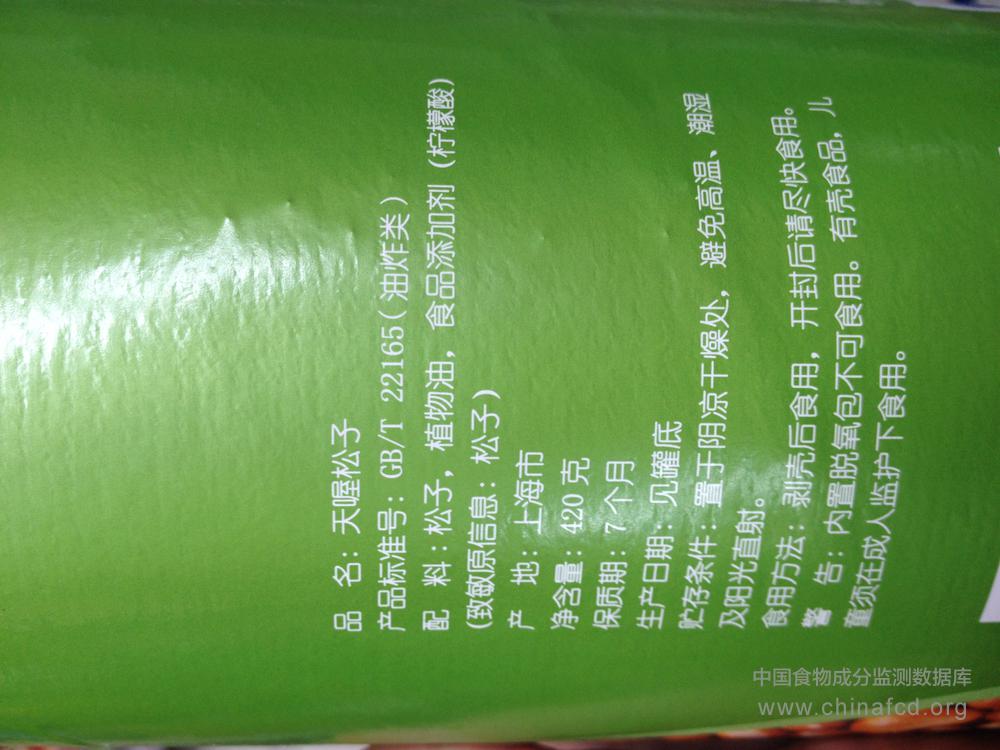 品 名：天喔松子
产品标准号：GB/T 22165(油炸类)
配 料：松子，植物油，食品添加剂（柠檬酸）
(致敏原信息：松子)
产 地：上海市
净含量：420 克
保质期：7个月
生产日期：见罐底
贮存条件：置于阴凉干燥处，避免高温、潮湿
及阳光直射。
食用方法：剥壳后食用，开封后请尽快食用。
警 告：内置脱氧包不可食用。有壳食品，儿
童须在成人监护下食用。
中国食物成分监测数据库
www.chinafcd.org